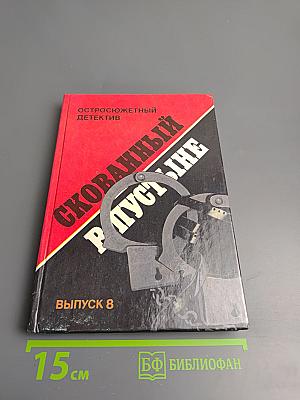 ОСТРОСЮЖЕТНЫЙ
ДЕТЕКТИВ
СКОВАННЫЙ
В ПУСТЫНЕ
ВЫПУСК 8
15 см
БФ БИБЛИОФАН